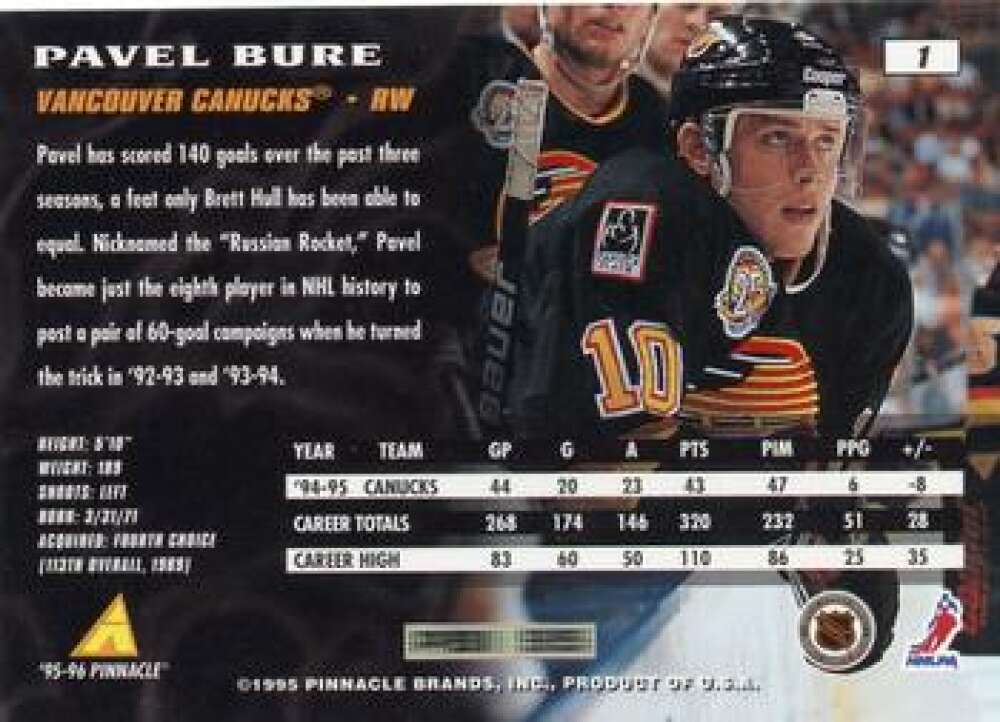 PAVEL BURE
1
VANCOUVER CANUCKS® - RW
Pavel has scored 140 goals over the past three
seasons, a feat only Brett Hull has been able to
equal. Nicknamed the "Russian Rocket," Pavel
became just the eighth player in NHL history to
post a pair of 60-goal campaigns when he turned
the trick in '92-93 and '93-94.
Cooper
10
Bauer
HEIGHT: 5'10"
WEIGHT: 189
SHOOTS: LEFT
BORN: 3/31/71
ACQUIRED: FOURTH CHOICE
(113TH OVERALL, 1989)
YEAR TEAM GP G A PTS PIM PPG +/-
'94-95 CANUCKS 44 20 23 43 47 6 -8
CAREER TOTALS 268 174 146 320 232 51 28
CAREER HIGH 83 60 50 110 86 25 35
'95-96 PINNACLE™
NHLPA
©1995 PINNACLE BRANDS, INC., PRODUCT OF U.S.A.